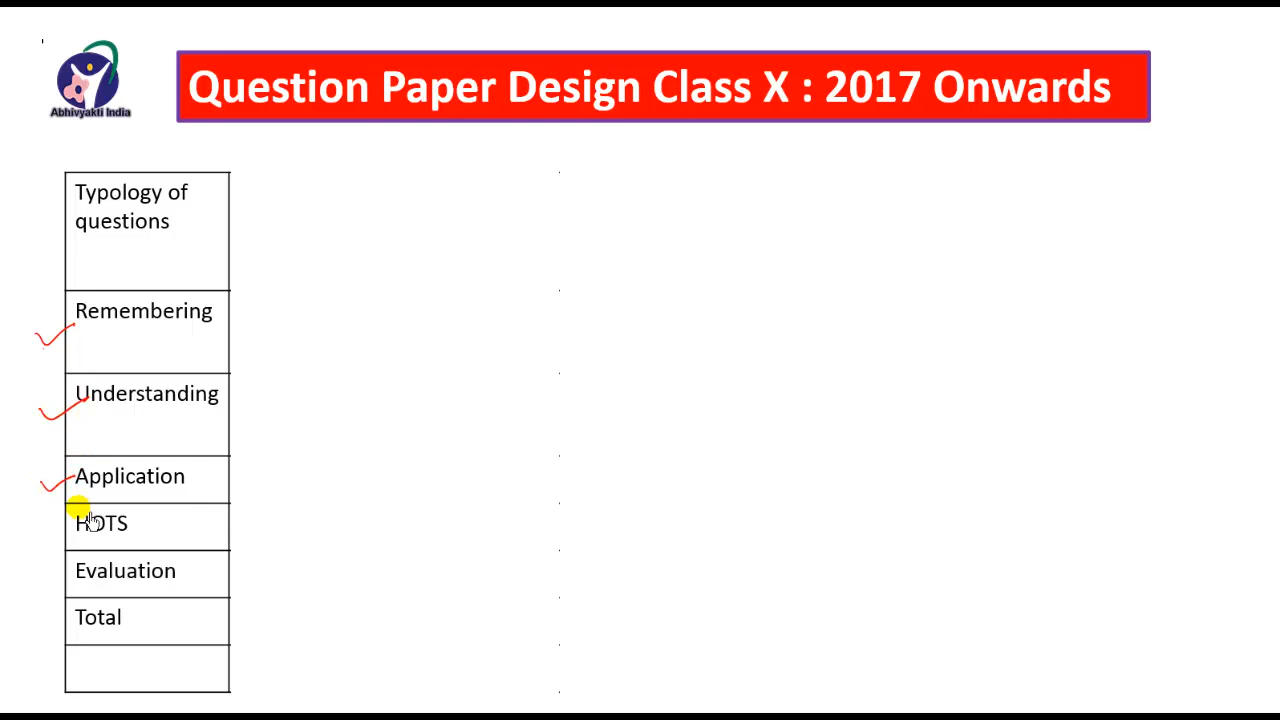 Abhivyakti India
Question Paper Design Class X : 2017 Onwards
Typology of
questions
Remembering
Understanding
Application
HOTS
Evaluation
Total